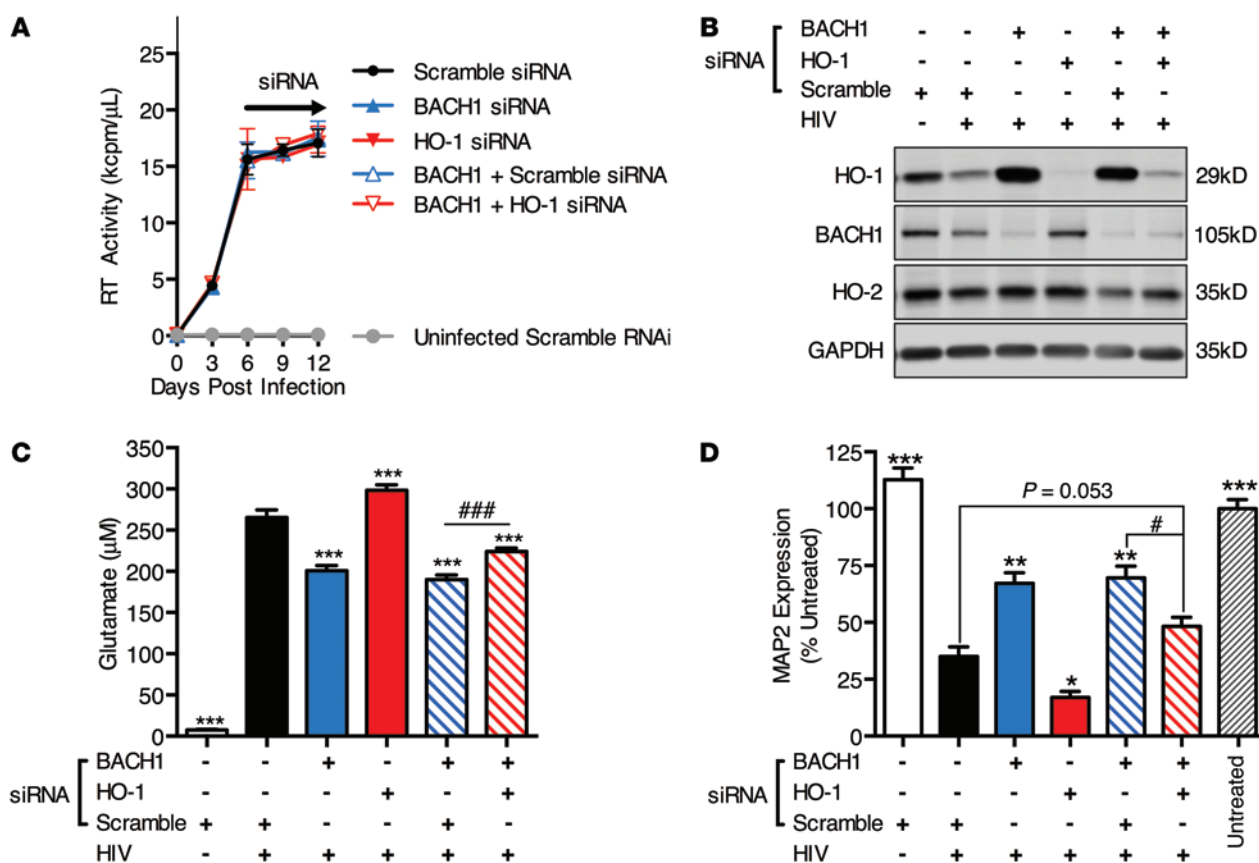 A
RT Activity (kcpm/µL)
25
20
15
10
5
0
0 3 6 9 12
Days Post Infection
siRNA
Scramble siRNA
BACH1 siRNA
HO-1 siRNA
BACH1 + Scramble siRNA
BACH1 + HO-1 siRNA
Uninfected Scramble RNAi
B
siRNA
BACH1 - - + - + +
HO-1 - - - + - +
Scramble + + - - + -
HIV - + + + + +
HO-1 29kD
BACH1 105kD
HO-2 35kD
GAPDH 35kD
C
Glutamate (µM)
350
300
250
200
150
100
50
0
***
***
***
***
###
***
siRNA
BACH1 - - + - + +
HO-1 - - - + - +
Scramble + + - - + -
HIV - + + + + +
D
MAP2 Expression
(% Untreated)
125
100
75
50
25
0
***
P = 0.053
**
*
**
#
***
siRNA
BACH1 - - + - + +
HO-1 - - - + - +
Scramble + + - - + -
HIV - + + + + +
Untreated